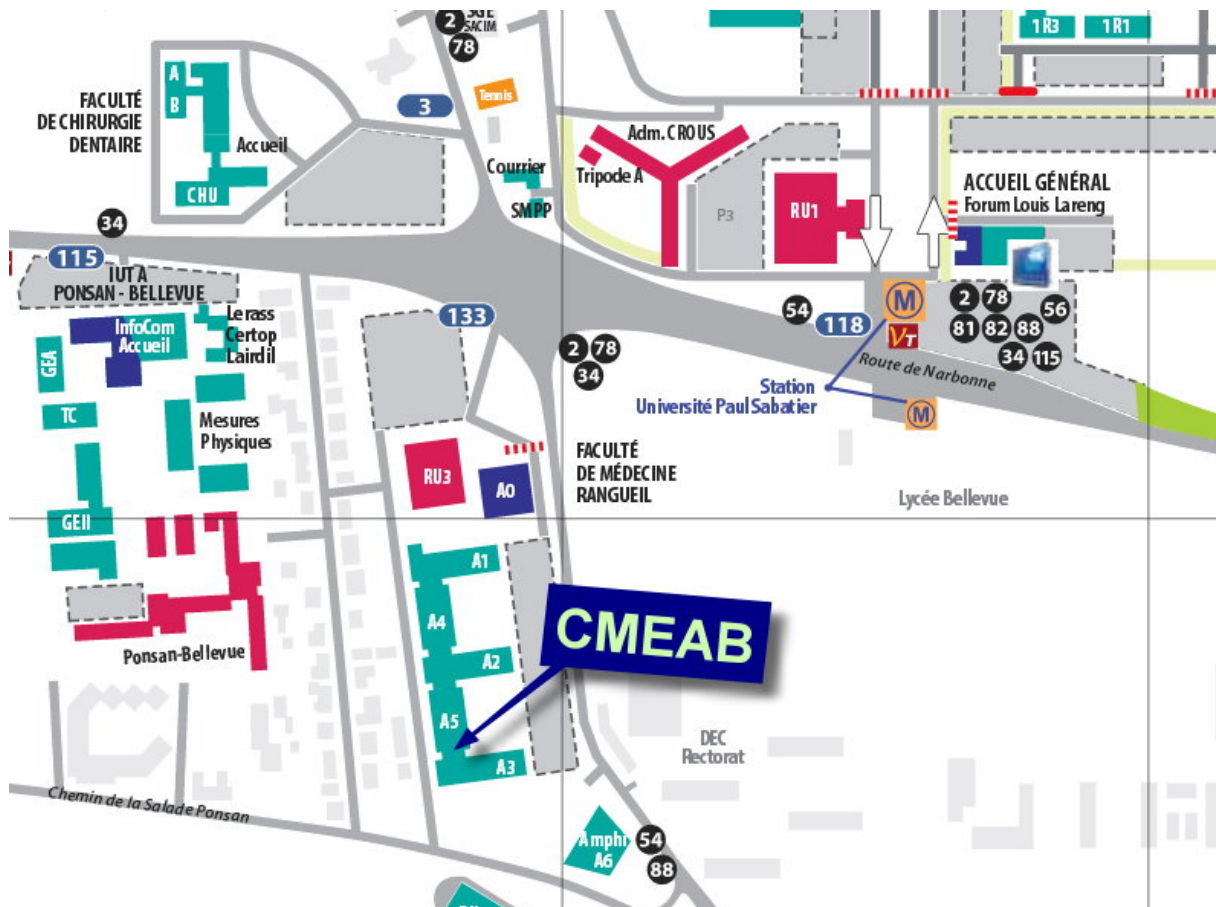 SGE
SACIM
2
78
1R3
1R1
A
B
FACULTÉ
DE CHIRURGIE
DENTAIRE
Accueil
CHU
3
Tennis
Courrier
SMPP
Adm. CROUS
Tripode A
P3
RU1
ACCUEIL GÉNÉRAL
Forum Louis Lareng
34
115
IUT A
PONSAN - BELLEVUE
InfoCom
Accueil
Lerass
Certop
Lairdil
GEA
TC
Mesures
Physiques
GEII
Ponsan-Bellevue
133
2 78
34
54
118
M
VT
2 78
56
81 82 88
34 115
Route de Narbonne
Station
Université Paul Sabatier
M
FACULTÉ
DE MÉDECINE
RANGUEIL
Lycée Bellevue
RU3
A0
A1
A4
A2
A5
A3
CMEAB
DEC
Rectorat
Chemin de la Salade Ponsan
Amphi
A6
54
88